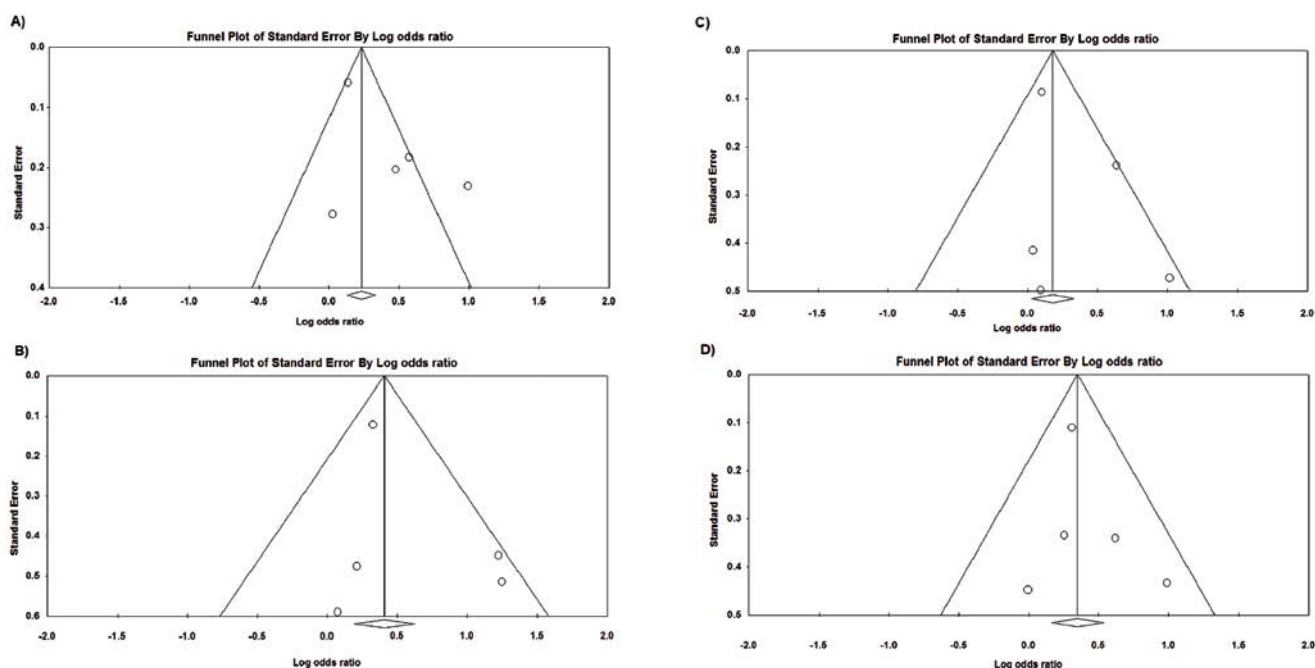 A)
Funnel Plot of Standard Error By Log odds ratio
0.0
0.1
0.2
0.3
0.4
Standard Error
-2.0 -1.5 -1.0 -0.5 0.0 0.5 1.0 1.5 2.0
Log odds ratio
B)
Funnel Plot of Standard Error By Log odds ratio
0.0
0.1
0.2
0.3
0.4
0.5
0.6
Standard Error
-2.0 -1.5 -1.0 -0.5 0.0 0.5 1.0 1.5 2.0
Log odds ratio
C)
Funnel Plot of Standard Error By Log odds ratio
0.0
0.1
0.2
0.3
0.4
0.5
Standard Error
-2.0 -1.5 -1.0 -0.5 0.0 0.5 1.0 1.5 2.0
Log odds ratio
D)
Funnel Plot of Standard Error By Log odds ratio
0.0
0.1
0.2
0.3
0.4
0.5
Standard Error
-2.0 -1.5 -1.0 -0.5 0.0 0.5 1.0 1.5 2.0
Log odds ratio